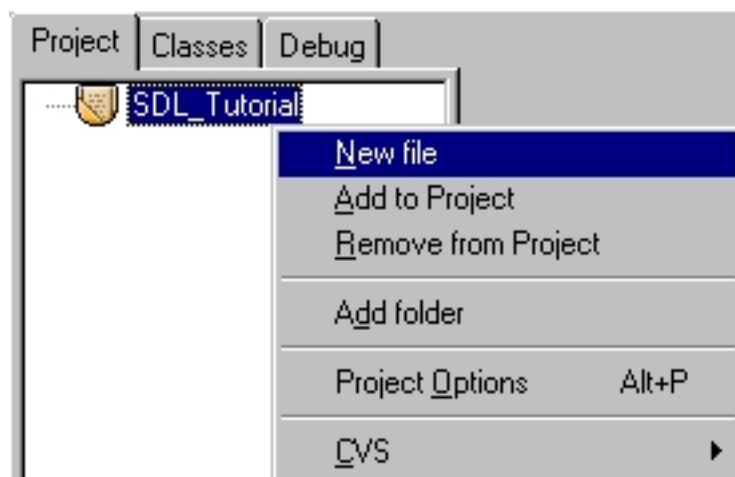 Project Classes Debug
SDL_Tutorial
New file
Add to Project
Remove from Project
Add folder
Project Options Alt+P
CVS